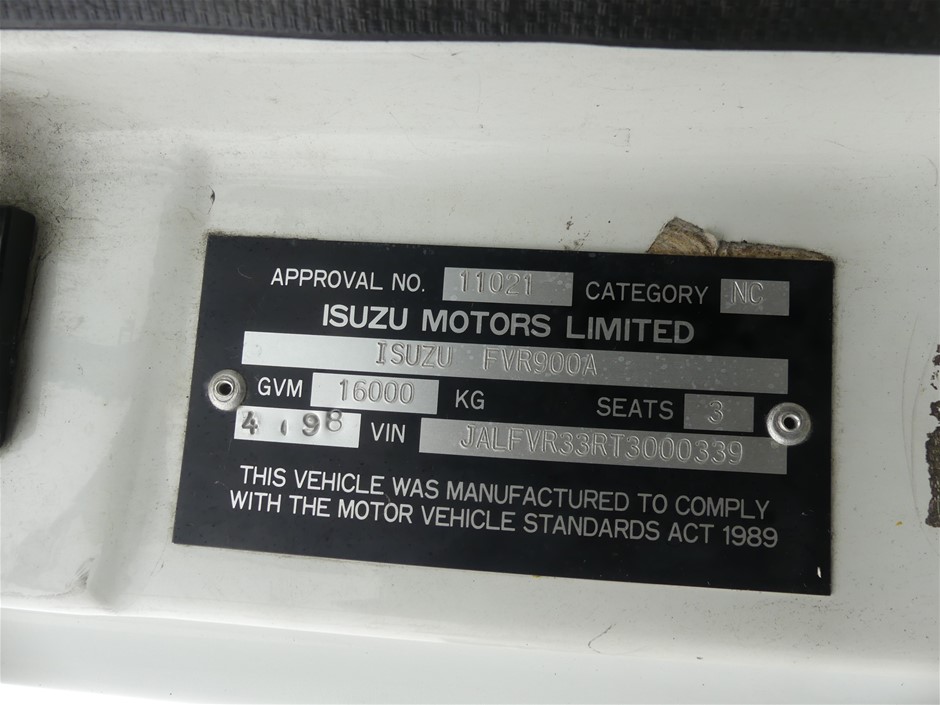 APPROVAL NO. 11021 CATEGORY NC
ISUZU MOTORS LIMITED
ISUZU FVR900A
GVM 16000 KG SEATS 3
4.98 VIN JALFVR33RT3000339
THIS VEHICLE WAS MANUFACTURED TO COMPLY
WITH THE MOTOR VEHICLE STANDARDS ACT 1989